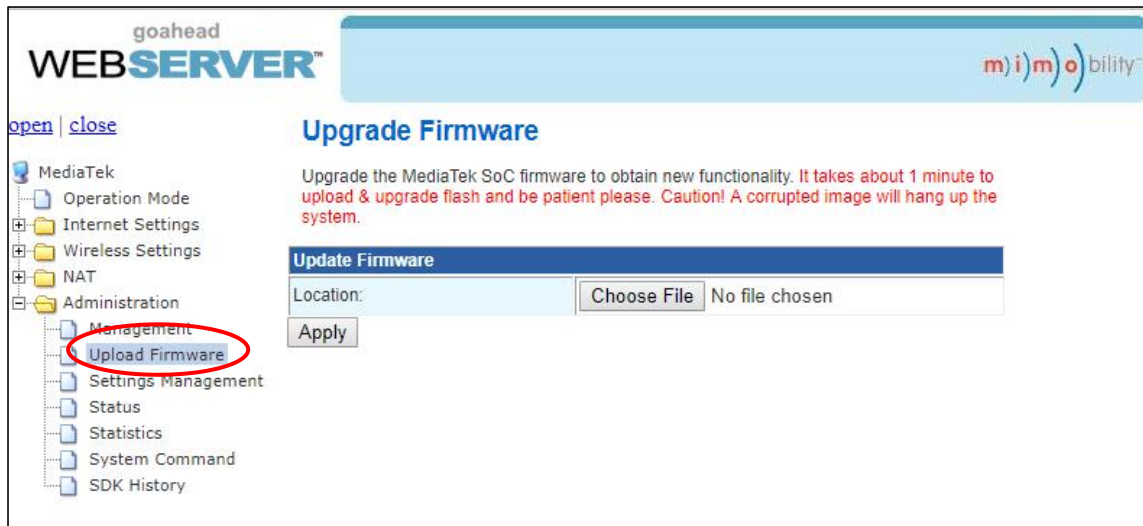 goahead
WEBSERVER™
m)i)m)o)bility™
open | close
MediaTek
Operation Mode
Internet Settings
Wireless Settings
NAT
Administration
Management
Upload Firmware
Settings Management
Status
Statistics
System Command
SDK History
Upgrade Firmware
Upgrade the MediaTek SoC firmware to obtain new functionality. It takes about 1 minute to
upload & upgrade flash and be patient please. Caution! A corrupted image will hang up the
system.
Update Firmware
Location:
Choose File No file chosen
Apply